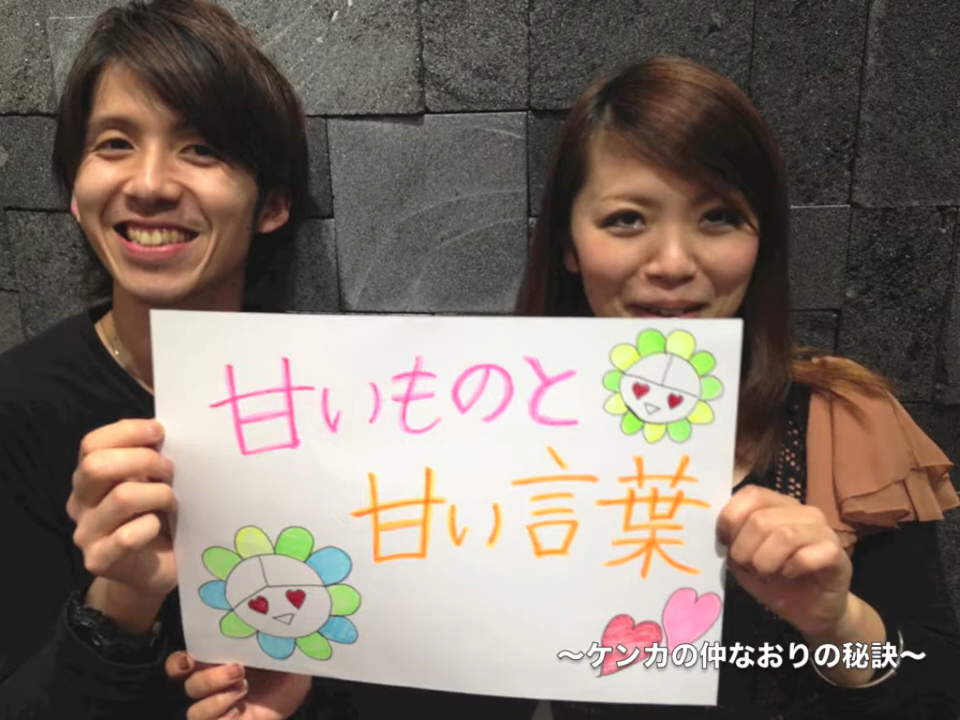 甘いものと
甘い言葉
～ケンカの仲なおりの秘訣～